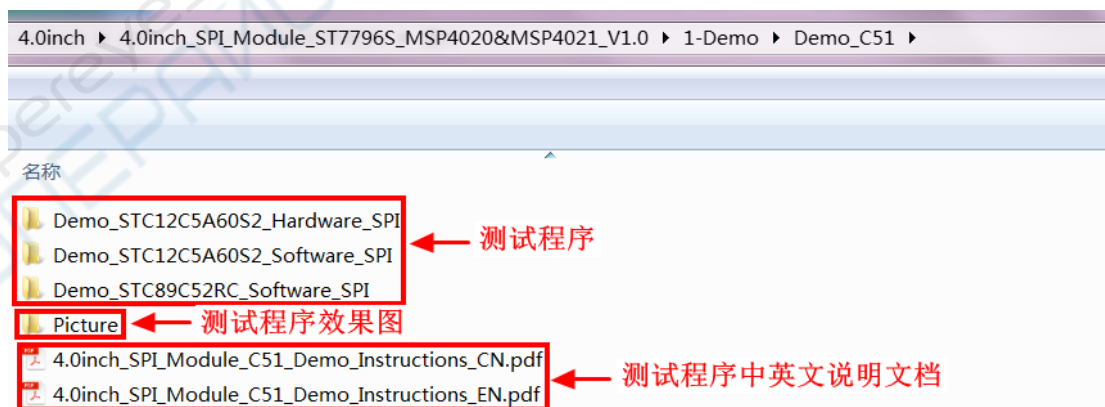 4.0inch ▸ 4.0inch_SPI_Module_ST7796S_MSP4020&MSP4021_V1.0 ▸ 1-Demo ▸ Demo_C51 ▸
名称
Demo_STC12C5A60S2_Hardware_SPI
Demo_STC12C5A60S2_Software_SPI
测试程序
Demo_STC89C52RC_Software_SPI
Picture 测试程序效果图
4.0inch_SPI_Module_C51_Demo_Instructions_CN.pdf
测试程序中英文说明文档
4.0inch_SPI_Module_C51_Demo_Instructions_EN.pdf